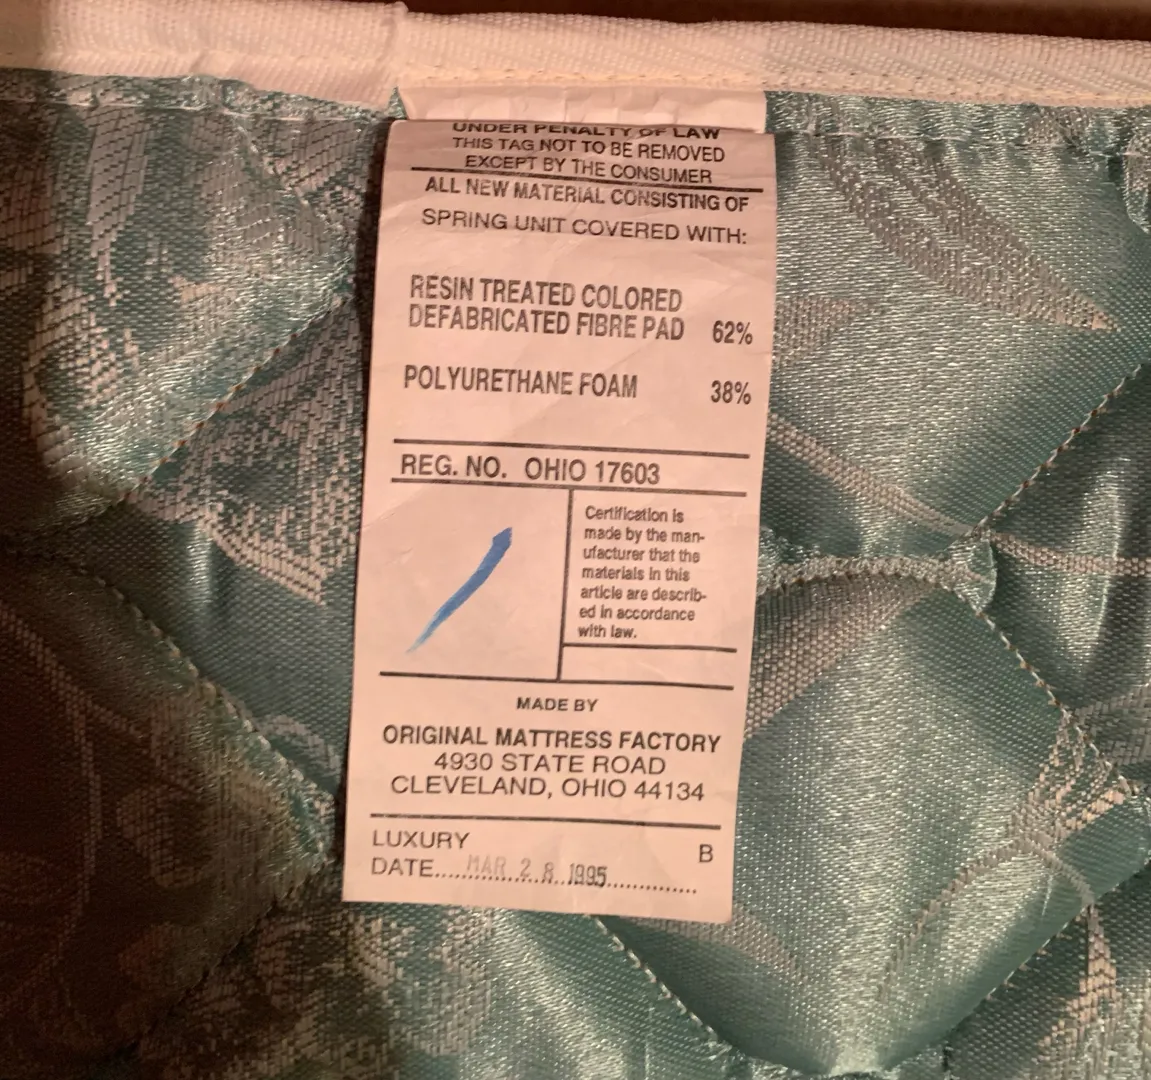 UNDER PENALTY OF LAW
THIS TAG NOT TO BE REMOVED
EXCEPT BY THE CONSUMER
ALL NEW MATERIAL CONSISTING OF
SPRING UNIT COVERED WITH:
RESIN TREATED COLORED
DEFABRICATED FIBRE PAD 62%
POLYURETHANE FOAM 38%
REG. NO. OHIO 17603
Certification is
made by the man-
ufacturer that the
materials in this
article are describ-
ed in accordance
with law.
MADE BY
ORIGINAL MATTRESS FACTORY
4930 STATE ROAD
CLEVELAND, OHIO 44134
LUXURY B
DATE....MAR 2 8 1995..............